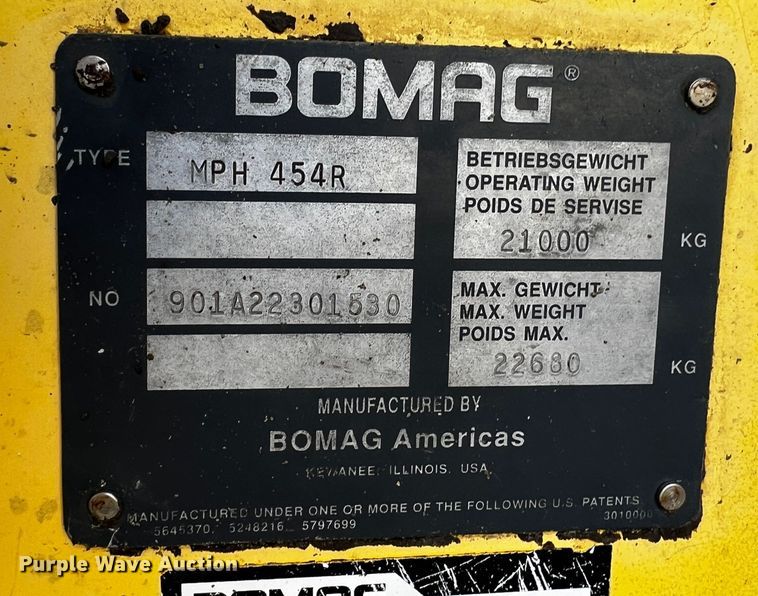 BOMAG®
TYPE MPH 454R
BETRIEBSGEWICHT
OPERATING WEIGHT
POIDS DE SERVISE
21000 KG
NO 901A22301530
MAX. GEWICHT
MAX. WEIGHT
POIDS MAX.
22680 KG
MANUFACTURED BY
BOMAG Americas
KEWANEE, ILLINOIS, USA
MANUFACTURED UNDER ONE OR MORE OF THE FOLLOWING U.S. PATENTS
5645370 5248216 5797699 3010000
Purple Wave Auction
BOMAG